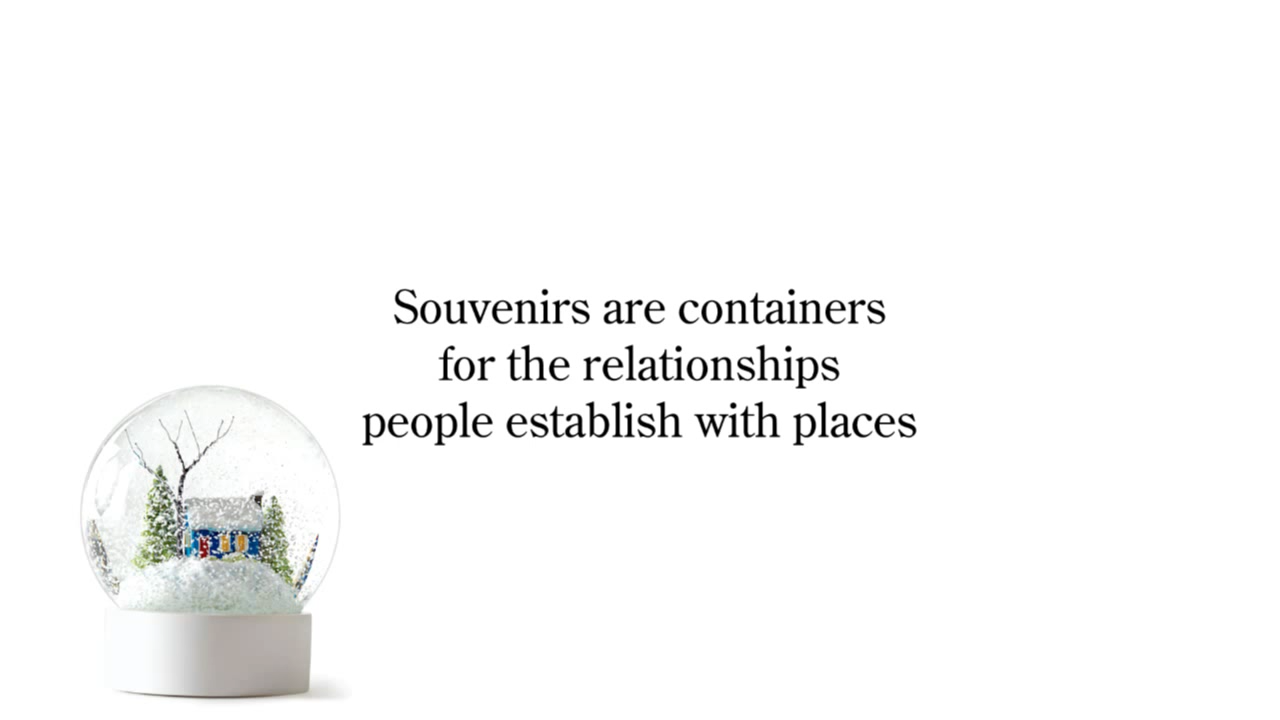 Souvenirs are containers
for the relationships
people establish with places